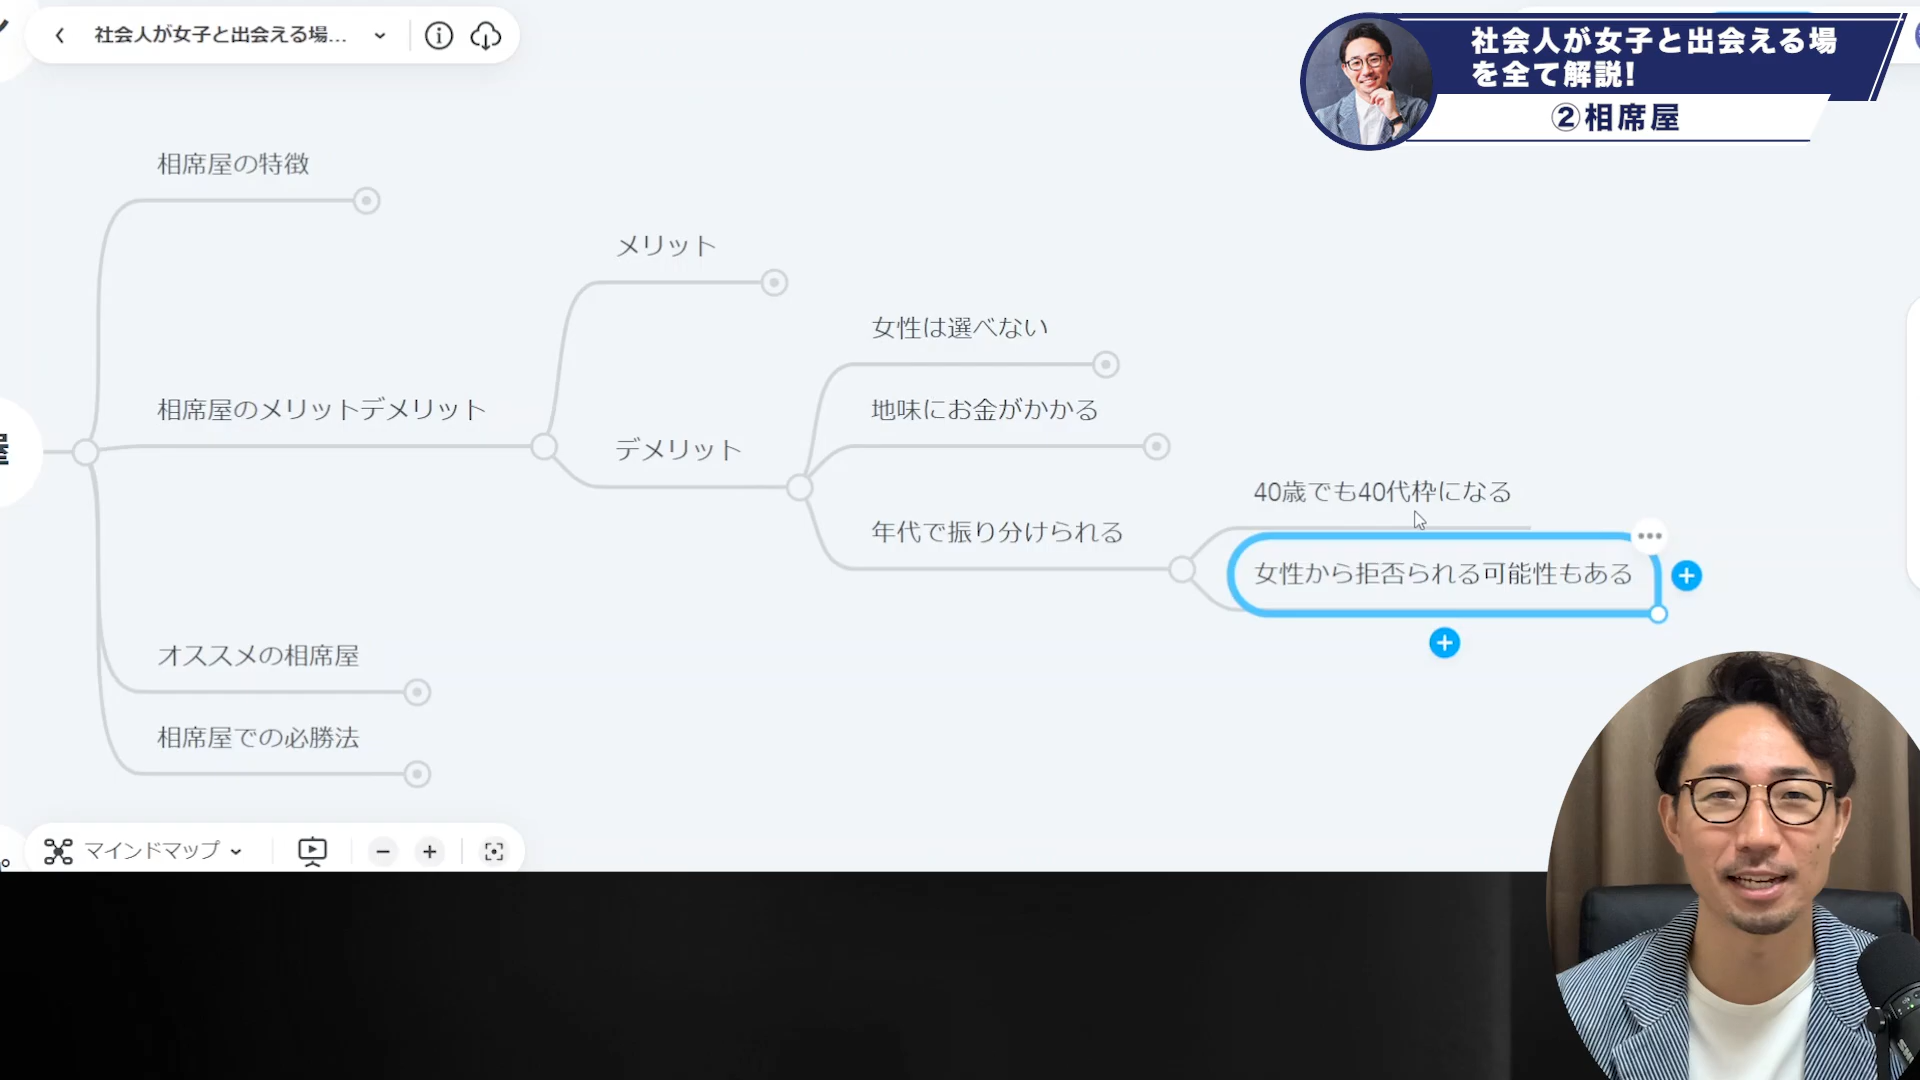 社会人が女子と出会える場...
社会人が女子と出会える場
を全て解説!
②相席屋
相席屋の特徴
メリット
女性は選べない
相席屋のメリットデメリット
地味にお金がかかる
デメリット
40歳でも40代枠になる
年代で振り分けられる
女性から拒否られる可能性もある
オススメの相席屋
相席屋での必勝法
マインドマップ